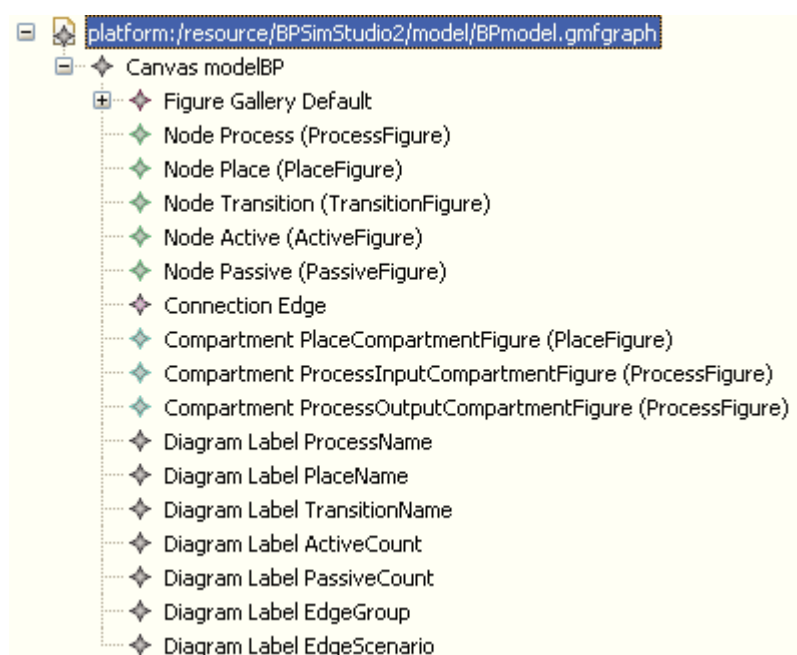 platform:/resource/BPSimStudio2/model/BPmodel.gmfgraph
Canvas modelBP
Figure Gallery Default
Node Process (ProcessFigure)
Node Place (PlaceFigure)
Node Transition (TransitionFigure)
Node Active (ActiveFigure)
Node Passive (PassiveFigure)
Connection Edge
Compartment PlaceCompartmentFigure (PlaceFigure)
Compartment ProcessInputCompartmentFigure (ProcessFigure)
Compartment ProcessOutputCompartmentFigure (ProcessFigure)
Diagram Label ProcessName
Diagram Label PlaceName
Diagram Label TransitionName
Diagram Label ActiveCount
Diagram Label PassiveCount
Diagram Label EdgeGroup
Diagram Label EdgeScenario